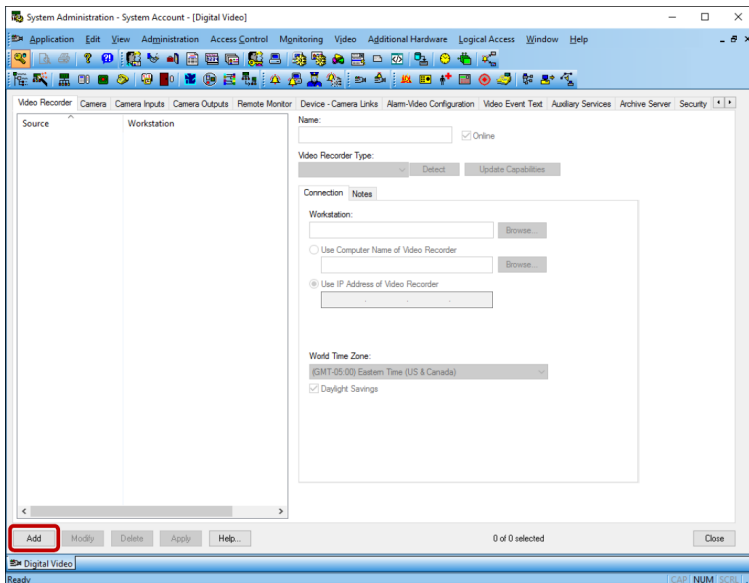 System Administration - System Account - [Digital Video]
Application Edit View Administration Access Control Monitoring Video Additional Hardware Logical Access Window Help
Video Recorder Camera Camera Inputs Camera Outputs Remote Monitor Device - Camera Links Alarm-Video Configuration Video Event Text Auxiliary Services Archive Server Security
Source Workstation
Name:
Online
Video Recorder Type:
Detect Update Capabilities
Connection Notes
Workstation:
Browse...
Use Computer Name of Video Recorder
Browse...
Use IP Address of Video Recorder
. . .
World Time Zone:
(GMT-05:00) Eastern Time (US & Canada)
Daylight Savings
Add Modify Delete Apply Help... 0 of 0 selected Close
Digital Video
Ready CAP NUM SCRL